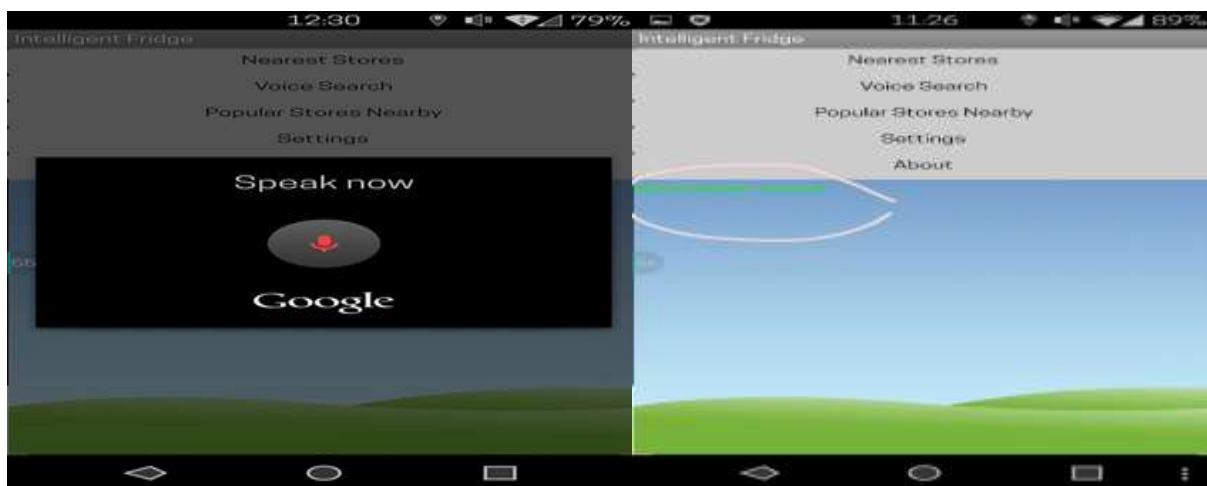 12:30 79%
Intelligent Fridge
Nearest Stores
Voice Search
Popular Stores Nearby
Settings
Speak now
Google
11:26 89%
Intelligent Fridge
Nearest Stores
Voice Search
Popular Stores Nearby
Settings
About